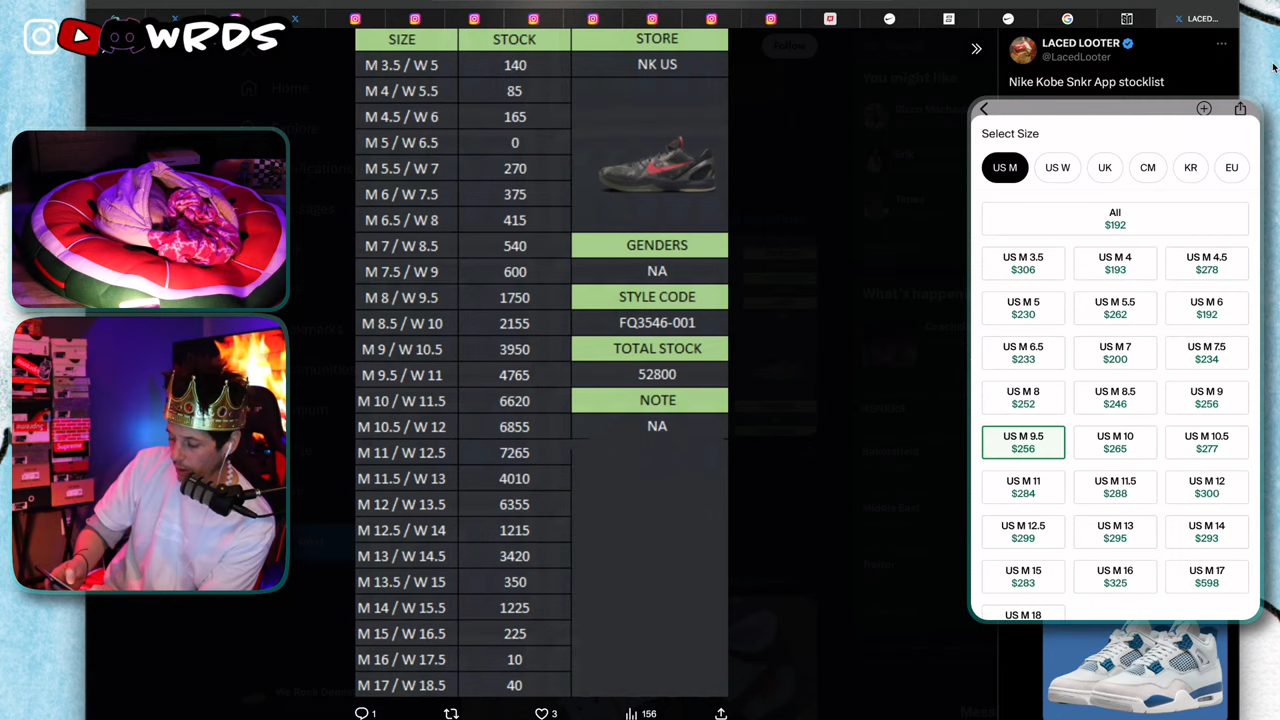 WRDS
LACED...
SIZE STOCK STORE
M 3.5 / W 5 140 NK US
M 4 / W 5.5 85
M 4.5 / W 6 165
M 5 / W 6.5 0
M 5.5 / W 7 270
M 6 / W 7.5 375
M 6.5 / W 8 415
M 7 / W 8.5 540 GENDERS
M 7.5 / W 9 600 NA
M 8 / W 9.5 1750 STYLE CODE
M 8.5 / W 10 2155 FQ3546-001
M 9 / W 10.5 3950 TOTAL STOCK
M 9.5 / W 11 4765 52800
M 10 / W 11.5 6620 NOTE
M 10.5 / W 12 6855 NA
M 11 / W 12.5 7265
M 11.5 / W 13 4010
M 12 / W 13.5 6355
M 12.5 / W 14 1215
M 13 / W 14.5 3420
M 13.5 / W 15 350
M 14 / W 15.5 1225
M 15 / W 16.5 225
M 16 / W 17.5 10
M 17 / W 18.5 40
1 3 156
Home
Follow
You might like
LACED LOOTER
@LacedLooter
Nike Kobe Snkr App stocklist
Select Size
US M US W UK CM KR EU
All
$192
US M 3.5 US M 4 US M 4.5
$306 $193 $278
US M 5 US M 5.5 US M 6
$230 $262 $192
US M 6.5 US M 7 US M 7.5
$233 $200 $234
US M 8 US M 8.5 US M 9
$252 $246 $256
US M 9.5 US M 10 US M 10.5
$256 $265 $277
US M 11 US M 11.5 US M 12
$284 $288 $300
US M 12.5 US M 13 US M 14
$299 $295 $293
US M 15 US M 16 US M 17
$283 $325 $598
US M 18
Supreme